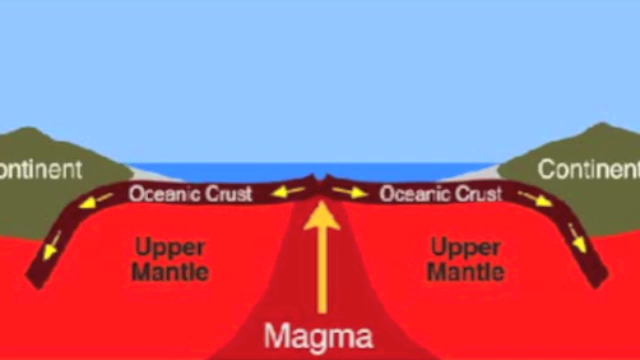 ontinent
Continent
Oceanic Crust
Oceanic Crust
Upper
Mantle
Upper
Mantle
Magma